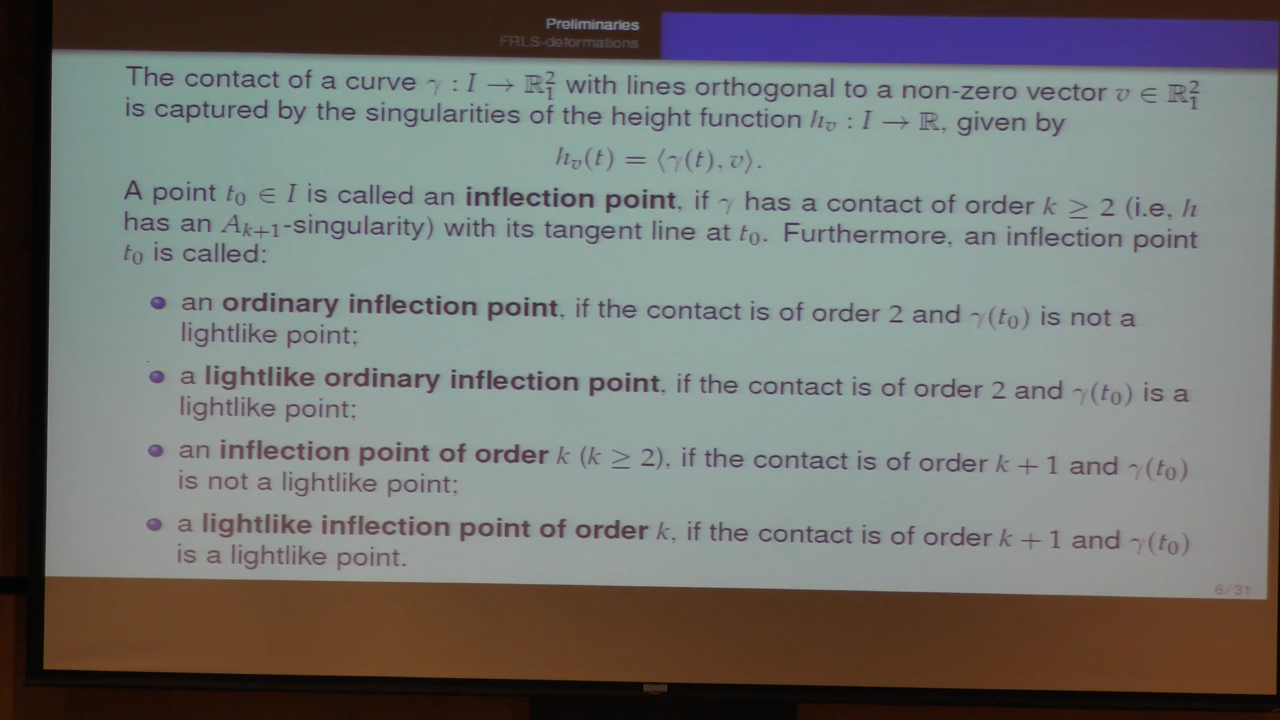 Preliminaries
FRLS-deformations
The contact of a curve γ : I → ℝ²₁ with lines orthogonal to a non-zero vector v ∈ ℝ²₁
is captured by the singularities of the height function hᵥ : I → ℝ, given by
hᵥ(t) = ⟨γ(t), v⟩.
A point t₀ ∈ I is called an inflection point, if γ has a contact of order k ≥ 2 (i.e, h
has an Aₖ₊₁-singularity) with its tangent line at t₀. Furthermore, an inflection point
t₀ is called:
an ordinary inflection point, if the contact is of order 2 and γ(t₀) is not a
lightlike point;
a lightlike ordinary inflection point, if the contact is of order 2 and γ(t₀) is a
lightlike point;
an inflection point of order k (k ≥ 2), if the contact is of order k + 1 and γ(t₀)
is not a lightlike point;
a lightlike inflection point of order k, if the contact is of order k + 1 and γ(t₀)
is a lightlike point.
6/31